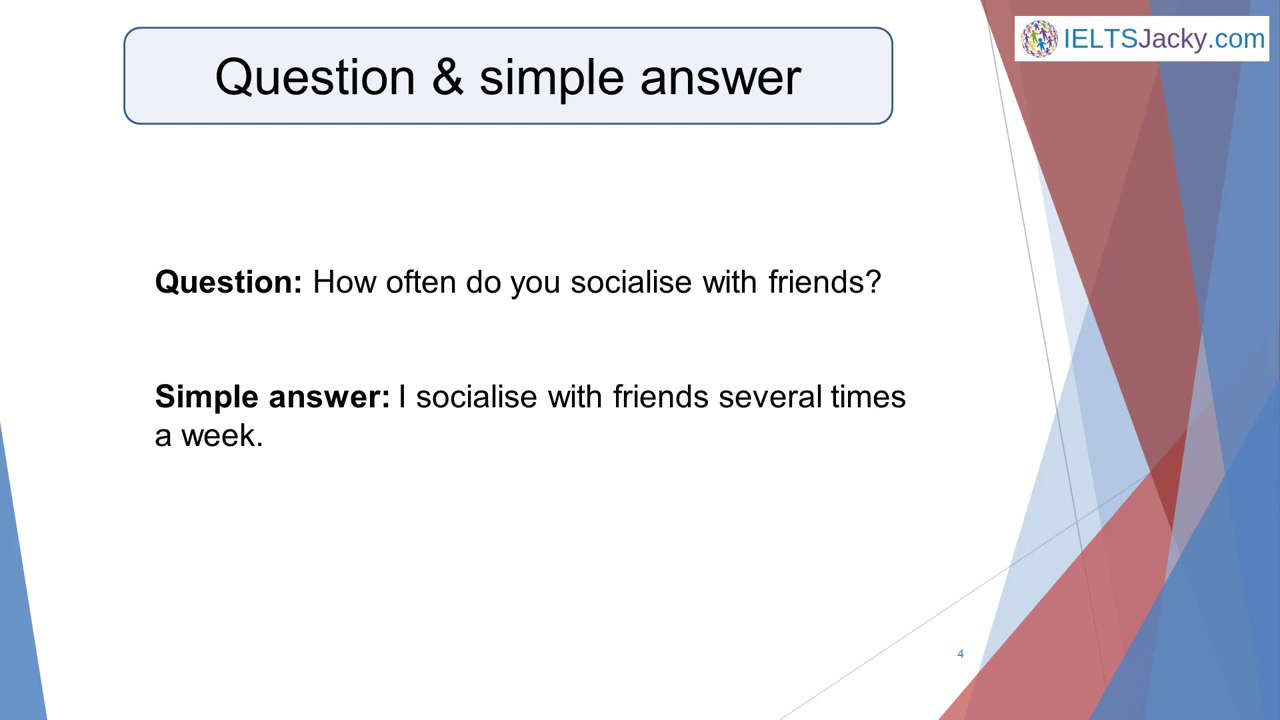 IELTSJacky.com
Question & simple answer
Question: How often do you socialise with friends?
Simple answer: I socialise with friends several times
a week.
4